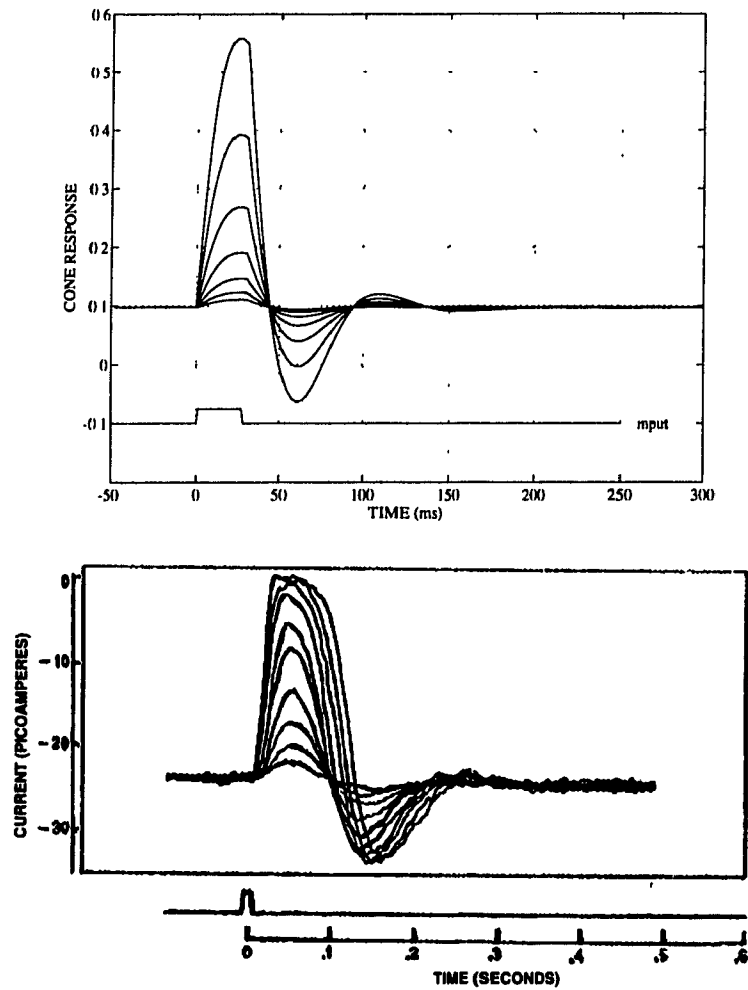 0 6
0 5
0 4
0 3
0 2
0 1
0
-0 1
CONE RESPONSE
input
-50 0 50 100 150 200 250 300
TIME (ms)
0
-10
-20
-30
CURRENT (PICOAMPERES)
0 .1 .2 .3 .4 .5 .6
TIME (SECONDS)